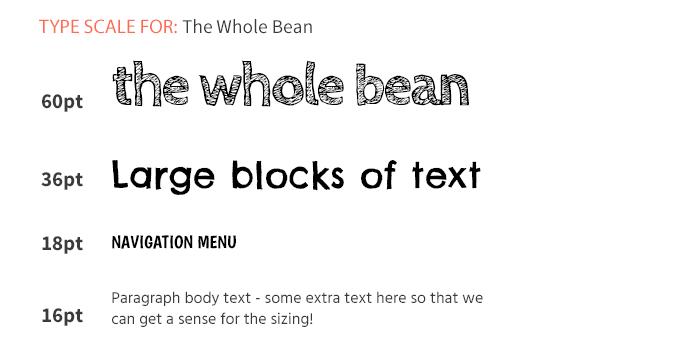 TYPE SCALE FOR: The Whole Bean
60pt the whole bean
36pt Large blocks of text
18pt NAVIGATION MENU
16pt Paragraph body text - some extra text here so that we
can get a sense for the sizing!